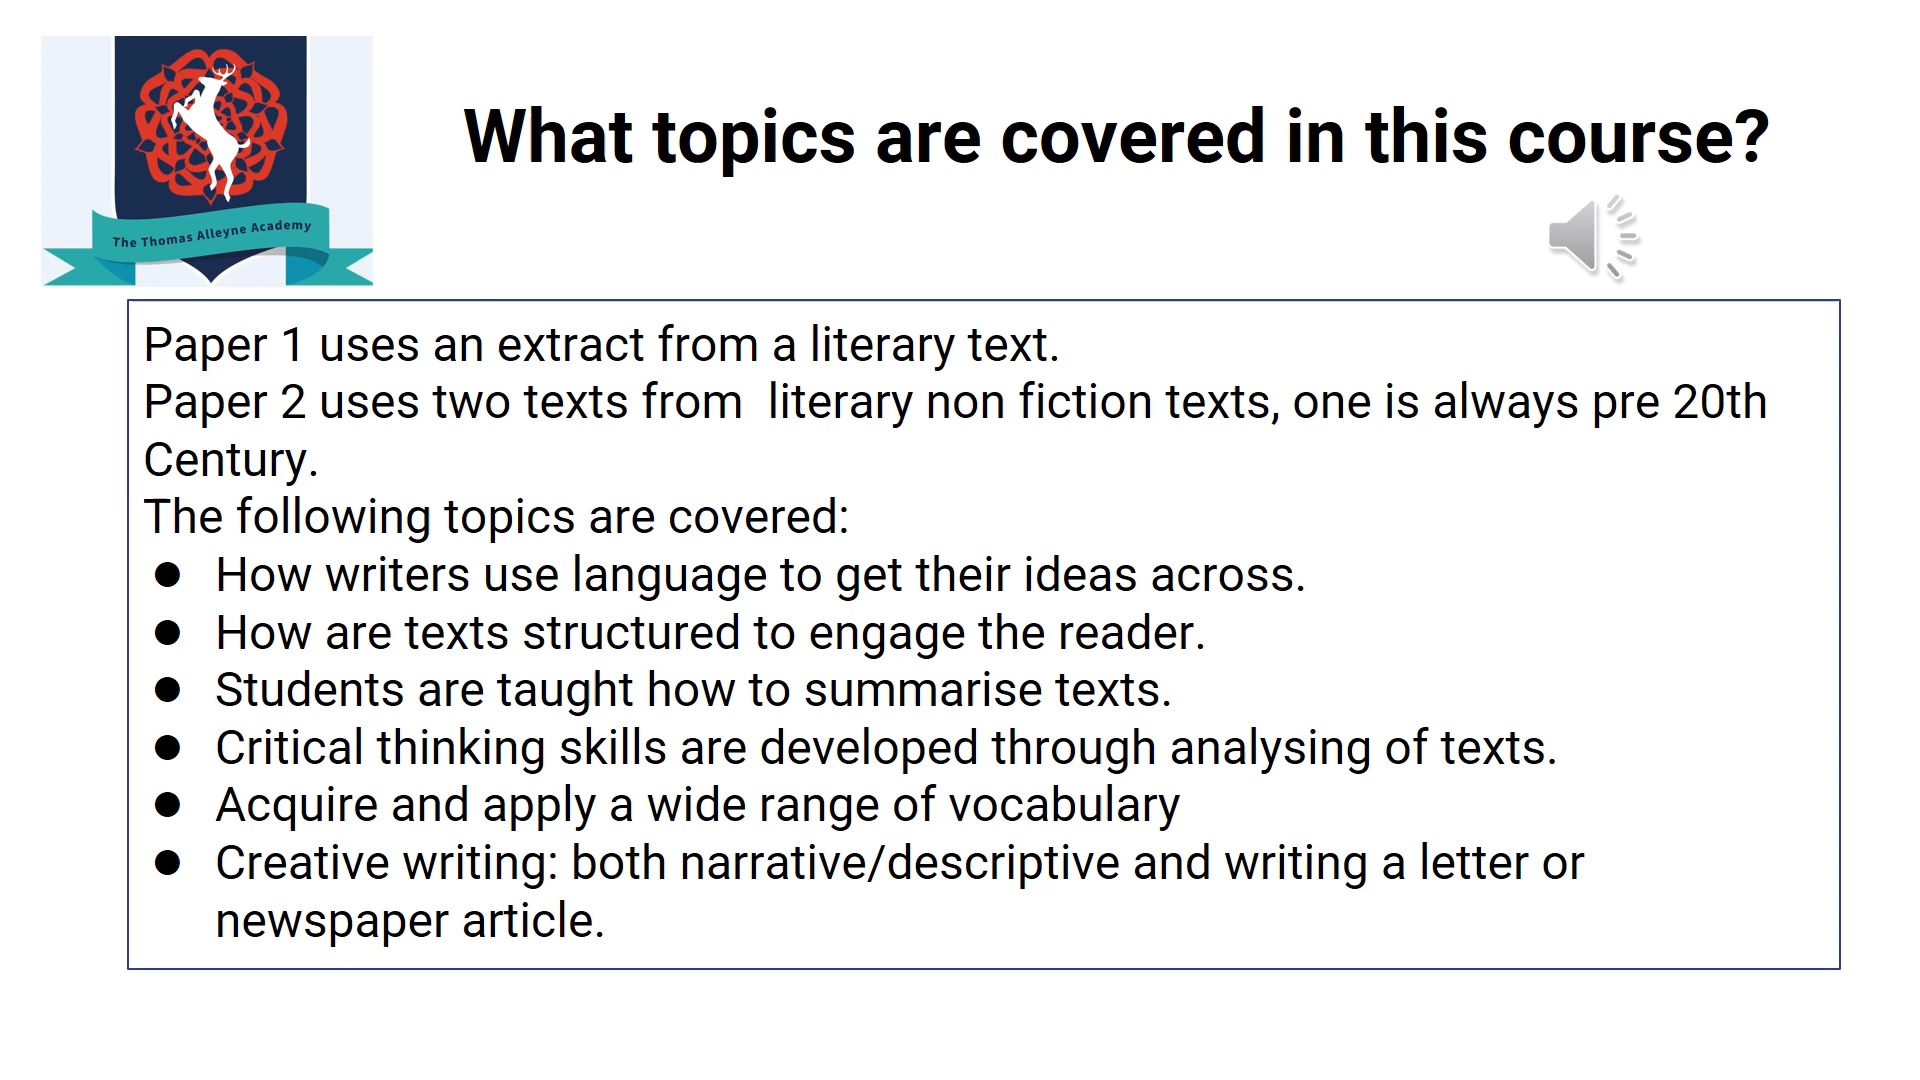 The Thomas Alleyne Academy
What topics are covered in this course?
Paper 1 uses an extract from a literary text.
Paper 2 uses two texts from  literary non fiction texts, one is always pre 20th
Century.
The following topics are covered:
● How writers use language to get their ideas across.
● How are texts structured to engage the reader.
● Students are taught how to summarise texts.
● Critical thinking skills are developed through analysing of texts.
● Acquire and apply a wide range of vocabulary
● Creative writing: both narrative/descriptive and writing a letter or
newspaper article.